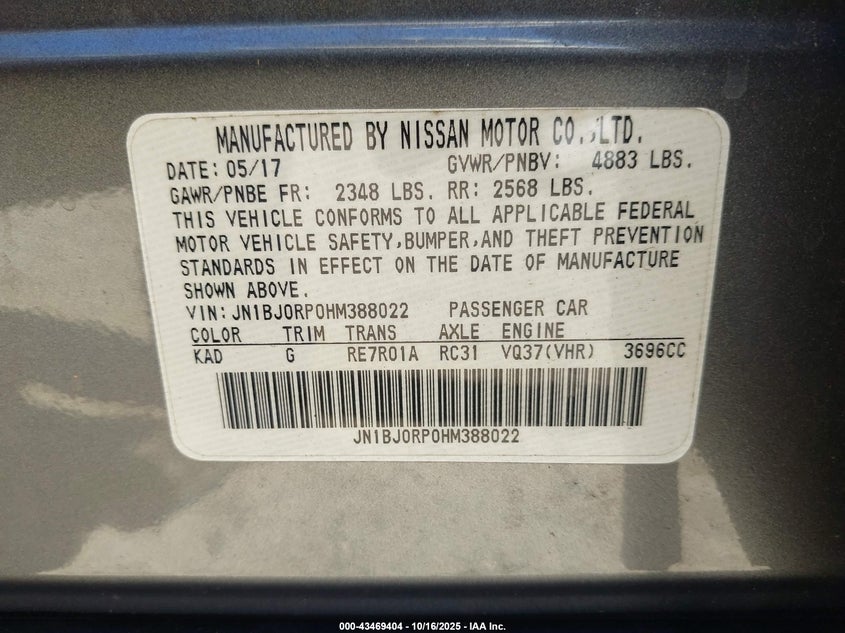 MANUFACTURED BY NISSAN MOTOR CO.,LTD.
DATE: 05/17 GVWR/PNBV: 4883 LBS.
GAWR/PNBE FR: 2348 LBS. RR: 2568 LBS.
THIS VEHICLE CONFORMS TO ALL APPLICABLE FEDERAL
MOTOR VEHICLE SAFETY,BUMPER,AND THEFT PREVENTION
STANDARDS IN EFFECT ON THE DATE OF MANUFACTURE
SHOWN ABOVE.
VIN: JN1BJ0RP0HM388022 PASSENGER CAR
COLOR TRIM TRANS AXLE ENGINE
KAD G RE7R01A RC31 VQ37(VHR) 3696CC
JN1BJ0RP0HM388022
000-43469404 - 10/16/2025 - IAA Inc.